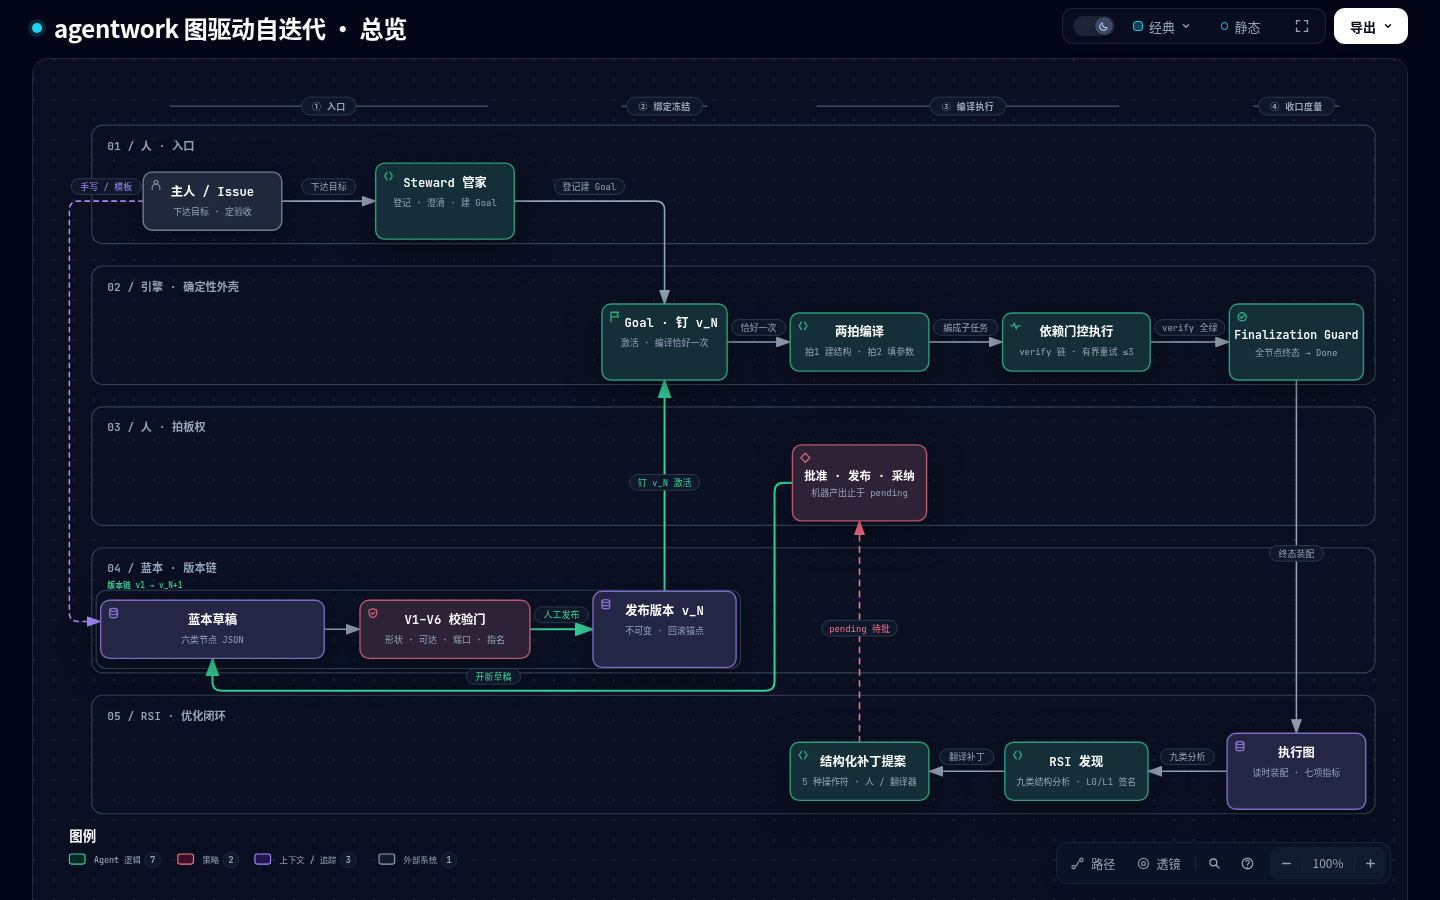 agentwork 图驱动自迭代 · 总览
经典
静态
导出
① 入口
② 绑定冻结
③ 编译执行
④ 收口度量
01 / 人 · 入口
手写 / 模板
主人 / Issue
下达目标 · 定验收
下达目标
Steward 管家
登记 · 澄清 · 建 Goal
登记建 Goal
02 / 引擎 · 确定性外壳
Goal · 钉 v_N
激活 · 编译恰好一次
恰好一次
两拍编译
拍1 建结构 · 拍2 填参数
编成子任务
依赖门控执行
verify 链 · 有界重试 ≤3
verify 全绿
Finalization Guard
全节点终态 → Done
03 / 人 · 拍板权
钉 v_N 激活
批准 · 发布 · 采纳
机器产出止于 pending
终态装配
04 / 蓝本 · 版本链
版本链 v1 → v_N+1
蓝本草稿
六类节点 JSON
V1–V6 校验门
形状 · 可达 · 端口 · 指名
人工发布
发布版本 v_N
不可变 · 回滚锚点
pending 待批
开新草稿
05 / RSI · 优化闭环
结构化补丁提案
5 种操作符 · 人 / 翻译器
翻译补丁
RSI 发现
九类结构分析 · L0/L1 签名
九类分析
执行图
读时装配 · 七项指标
图例
Agent 逻辑 7
策略 2
上下文 / 追踪 3
外部系统 1
路径
透镜
100%